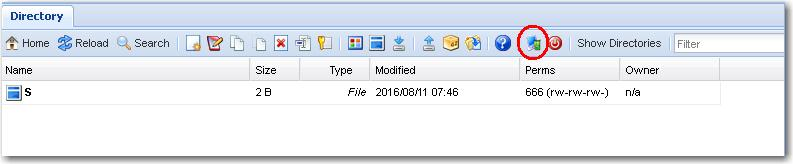 Directory
Home Reload Search Show Directories Filter
Name Size Type Modified Perms Owner
S 2 B File 2016/08/11 07:46 666 (rw-rw-rw-) n/a